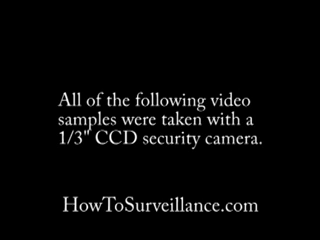 All of the following video
samples were taken with a
1/3" CCD security camera.
HowToSurveillance.com